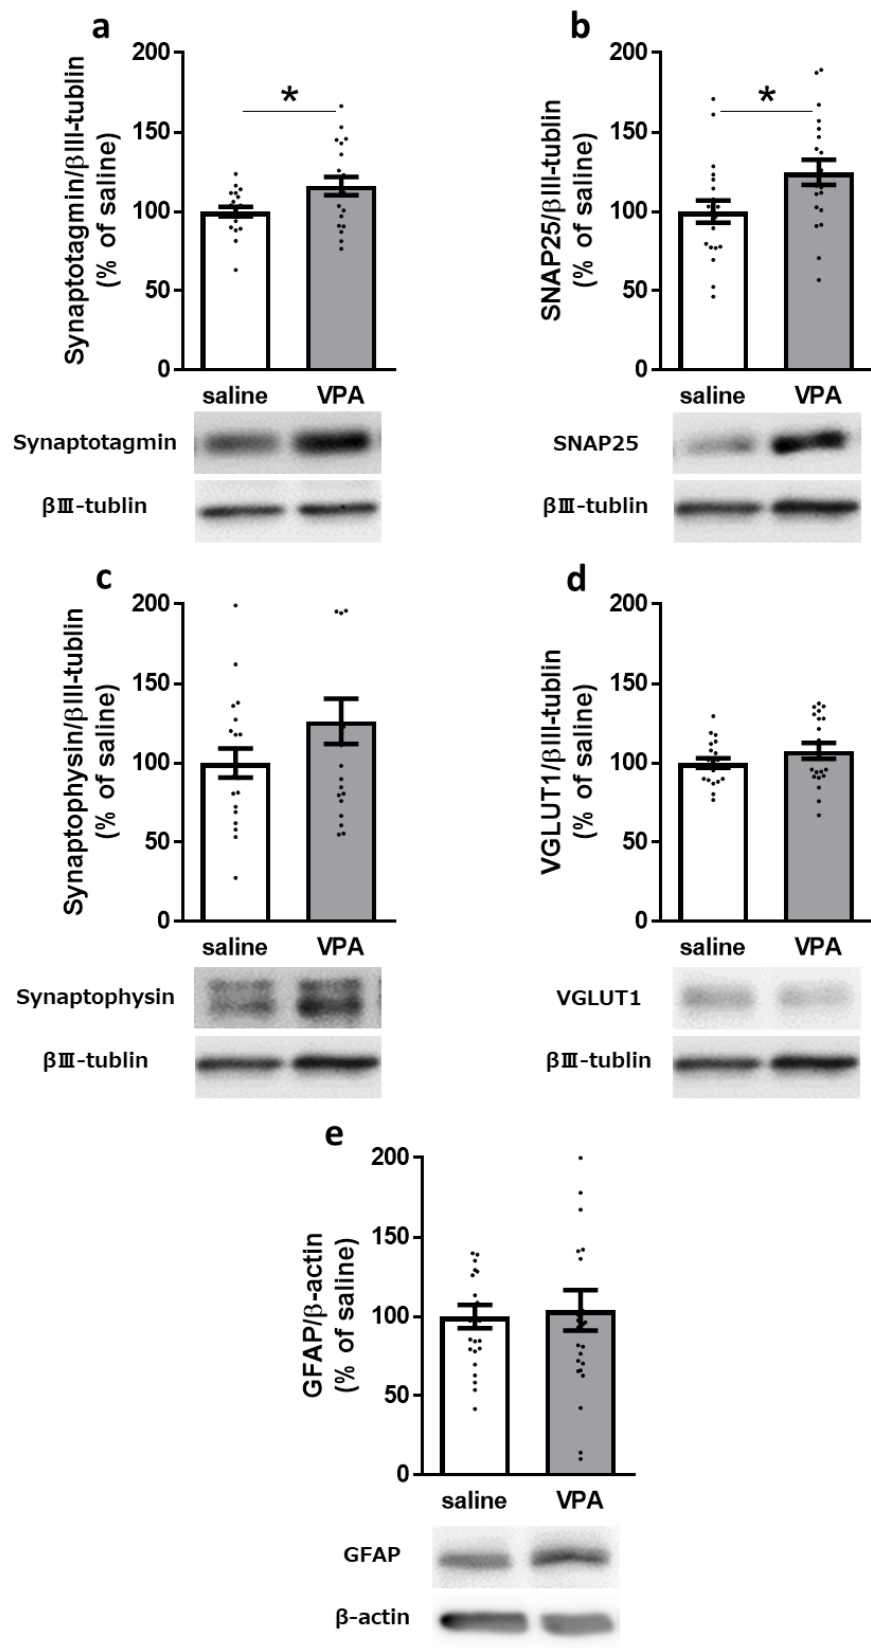 a
Synaptotagmin/βIII-tublin
(% of saline)
200
150
100
50
0
*
saline VPA
Synaptotagmin
βⅢ-tublin
b
SNAP25/βIII-tublin
(% of saline)
200
150
100
50
0
*
saline VPA
SNAP25
βⅢ-tublin
c
Synaptophysin/βIII-tublin
(% of saline)
200
150
100
50
0
saline VPA
Synaptophysin
βⅢ-tublin
d
VGLUT1/βIII-tublin
(% of saline)
200
150
100
50
0
saline VPA
VGLUT1
βⅢ-tublin
e
GFAP/β-actin
(% of saline)
200
150
100
50
0
saline VPA
GFAP
β-actin